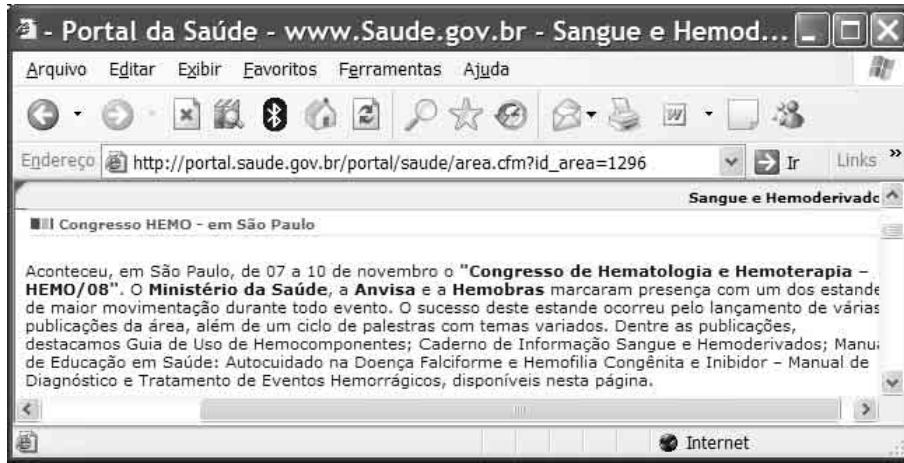 - Portal da Saúde - www.Saude.gov.br - Sangue e Hemod...
Arquivo Editar Exibir Favoritos Ferramentas Ajuda
Endereço http://portal.saude.gov.br/portal/saude/area.cfm?id_area=1296 Ir Links »
Sangue e Hemoderivado
Congresso HEMO - em São Paulo
Aconteceu, em São Paulo, de 07 a 10 de novembro o "Congresso de Hematologia e Hemoterapia –
HEMO/08". O Ministério da Saúde, a Anvisa e a Hemobras marcaram presença com um dos estande
de maior movimentação durante todo evento. O sucesso deste estande ocorreu pelo lançamento de várias
publicações da área, além de um ciclo de palestras com temas variados. Dentre as publicações,
destacamos Guia de Uso de Hemocomponentes; Caderno de Informação Sangue e Hemoderivados; Manu
de Educação em Saúde: Autocuidado na Doença Falciforme e Hemofilia Congênita e Inibidor – Manual de
Diagnóstico e Tratamento de Eventos Hemorrágicos, disponíveis nesta página.
Internet